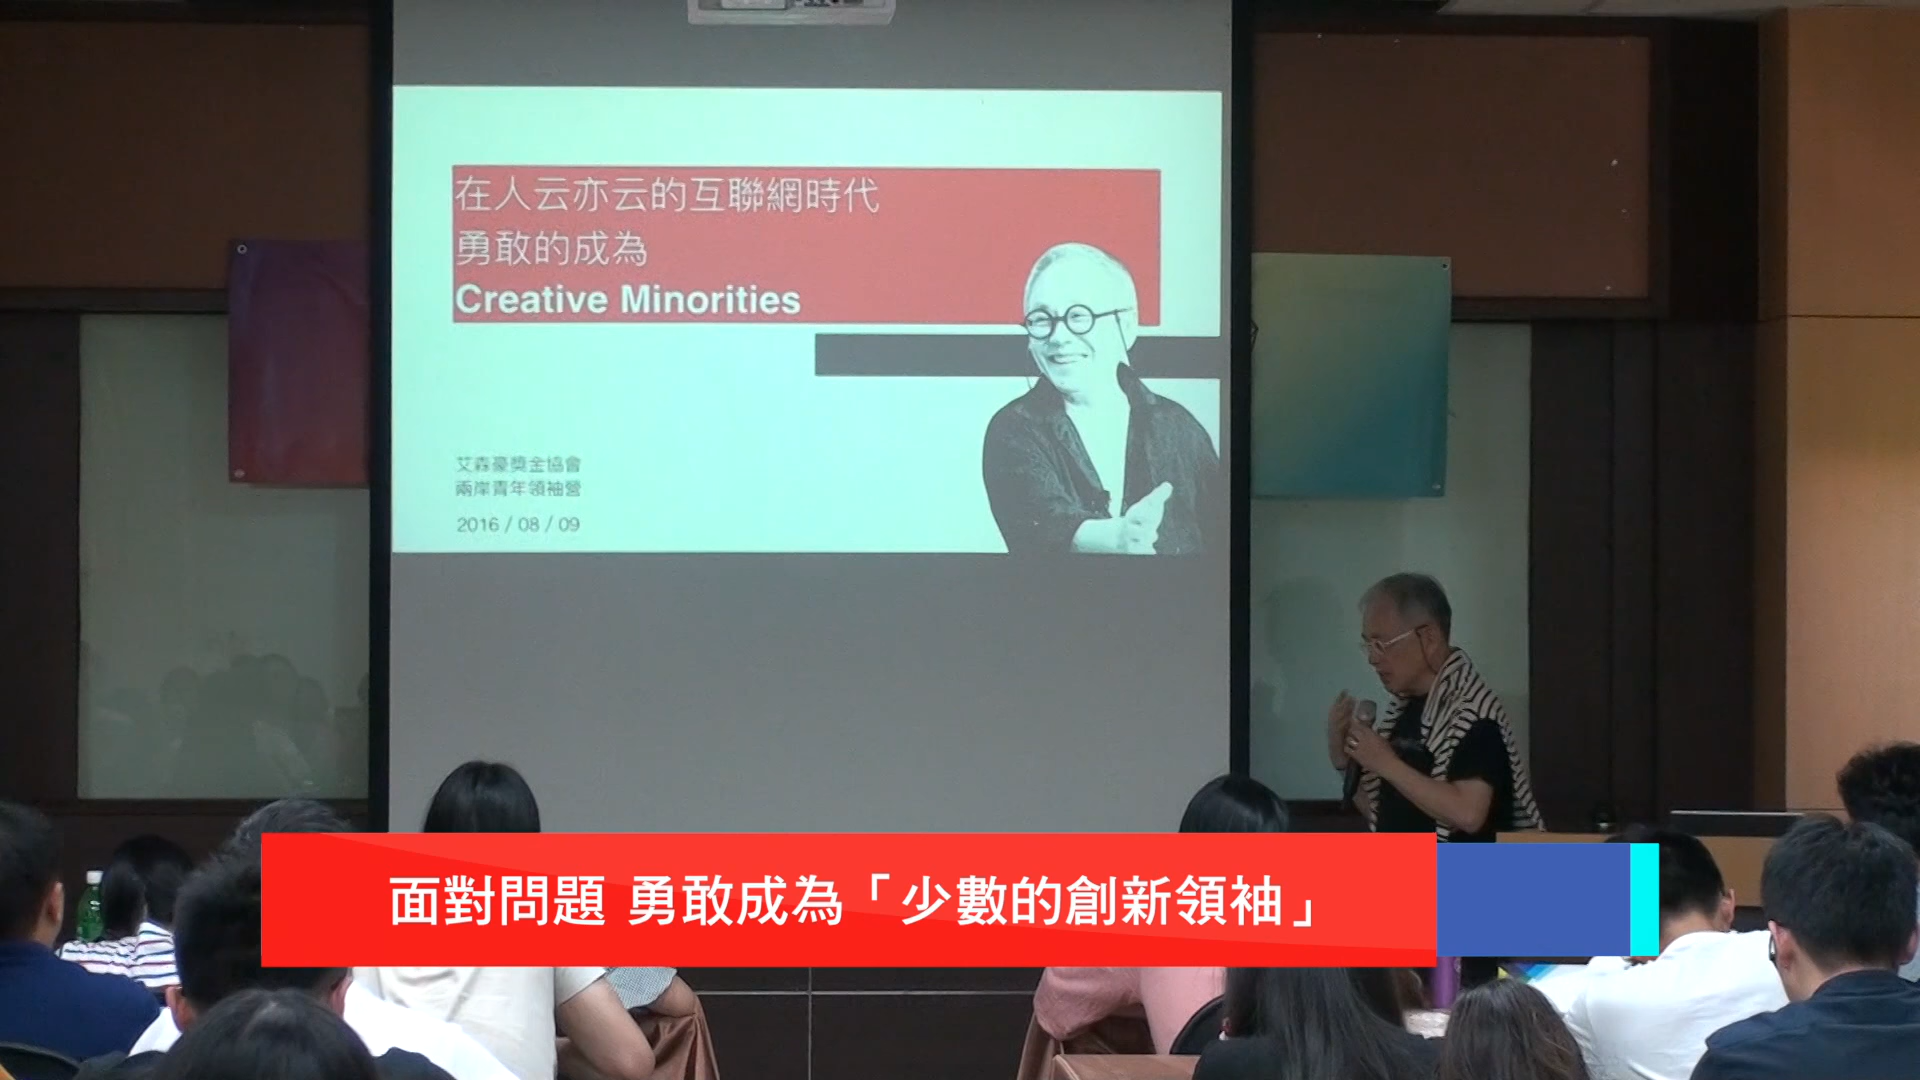 在人云亦云的互聯網時代
勇敢的成為
Creative Minorities
艾森豪獎金協會
兩岸青年領袖營
2016 / 08 / 09
面對問題 勇敢成為「少數的創新領袖」